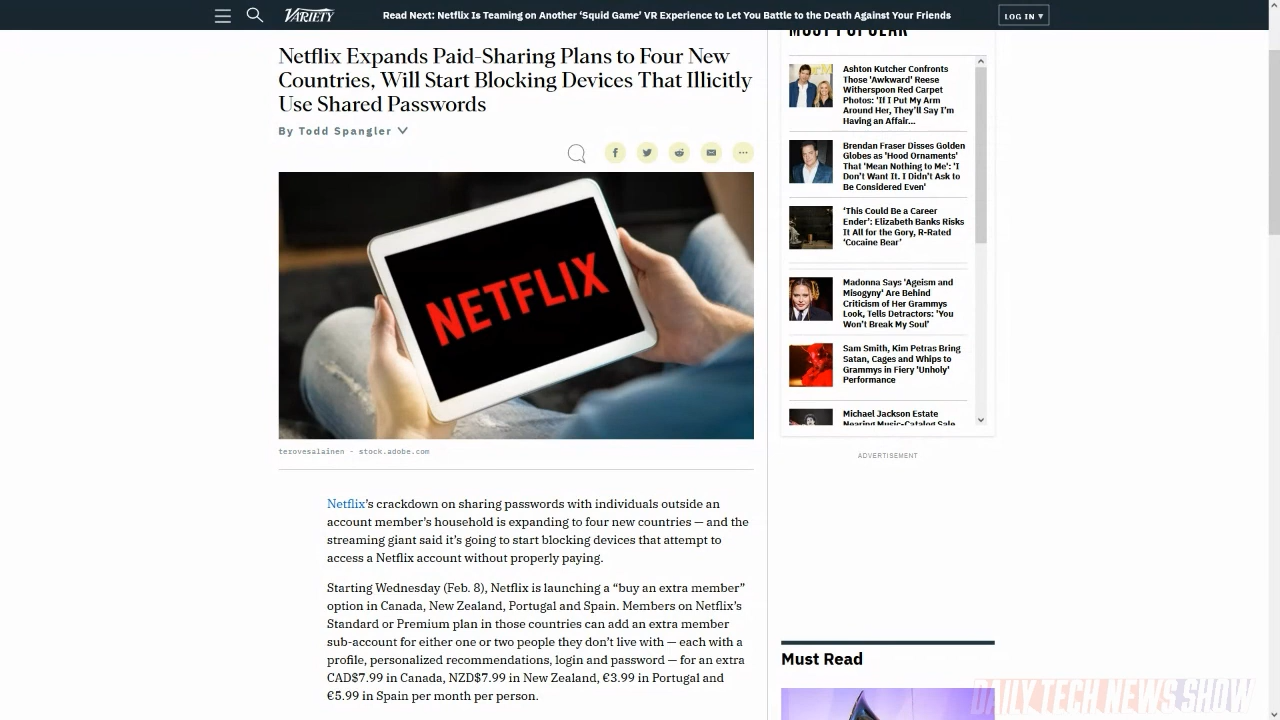 VARIETY
Read Next: Netflix Is Teaming on Another ‘Squid Game’ VR Experience to Let You Battle to the Death Against Your Friends
LOG IN ▾
Netflix Expands Paid-Sharing Plans to Four New
Countries, Will Start Blocking Devices That Illicitly
Use Shared Passwords
By Todd Spangler
NETFLIX
terovesalainen - stock.adobe.com
Netflix’s crackdown on sharing passwords with individuals outside an
account member’s household is expanding to four new countries — and the
streaming giant said it’s going to start blocking devices that attempt to
access a Netflix account without properly paying.
Starting Wednesday (Feb. 8), Netflix is launching a “buy an extra member”
option in Canada, New Zealand, Portugal and Spain. Members on Netflix’s
Standard or Premium plan in those countries can add an extra member
sub-account for either one or two people they don’t live with — each with a
profile, personalized recommendations, login and password — for an extra
CAD$7.99 in Canada, NZD$7.99 in New Zealand, €3.99 in Portugal and
€5.99 in Spain per month per person.
MOST POPULAR
Ashton Kutcher Confronts
Those 'Awkward' Reese
Witherspoon Red Carpet
Photos: 'If I Put My Arm
Around Her, They’ll Say I’m
Having an Affair...
Brendan Fraser Disses Golden
Globes as 'Hood Ornaments'
That 'Mean Nothing to Me': 'I
Don’t Want It. I Didn’t Ask to
Be Considered Even'
‘This Could Be a Career
Ender’: Elizabeth Banks Risks
It All for the Gory, R-Rated
‘Cocaine Bear’
Madonna Says 'Ageism and
Misogyny' Are Behind
Criticism of Her Grammys
Look, Tells Detractors: 'You
Won’t Break My Soul'
Sam Smith, Kim Petras Bring
Satan, Cages and Whips to
Grammys in Fiery 'Unholy'
Performance
Michael Jackson Estate
Nearing Music-Catalog Sale
ADVERTISEMENT
Must Read
DAILY TECH NEWS SHOW